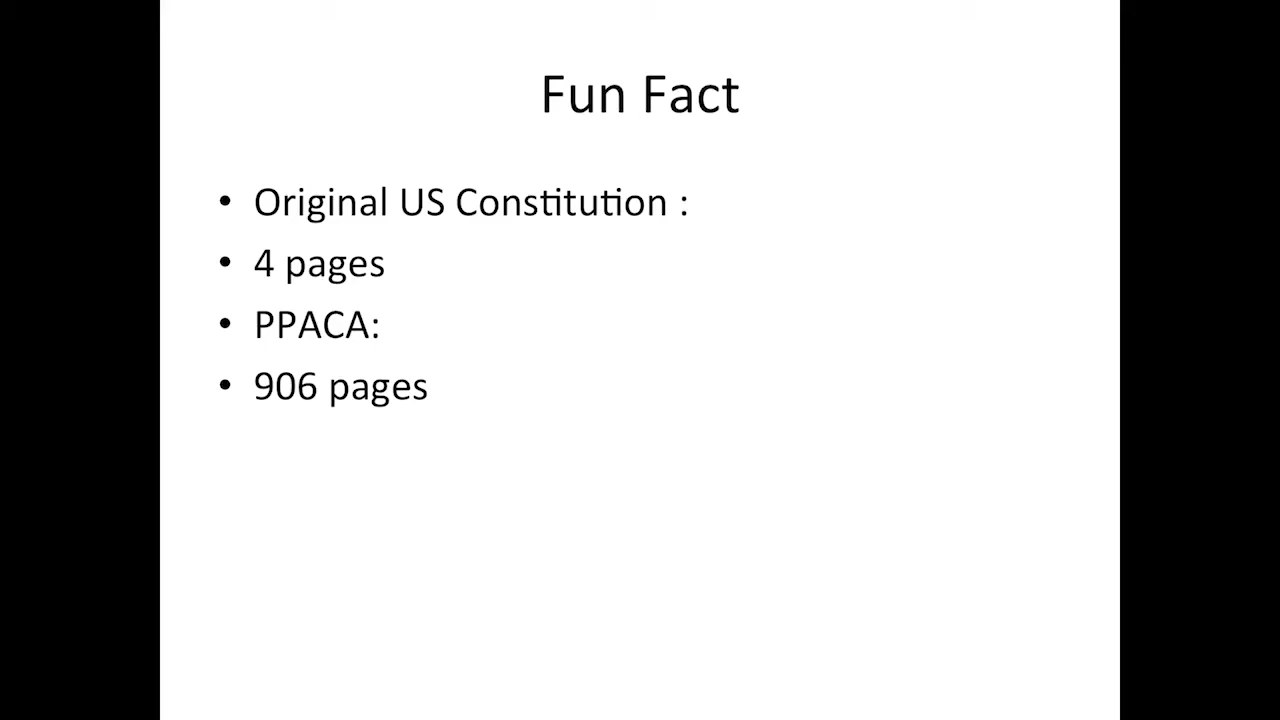 Fun Fact
• Original US Constitution :
• 4 pages
• PPACA:
• 906 pages